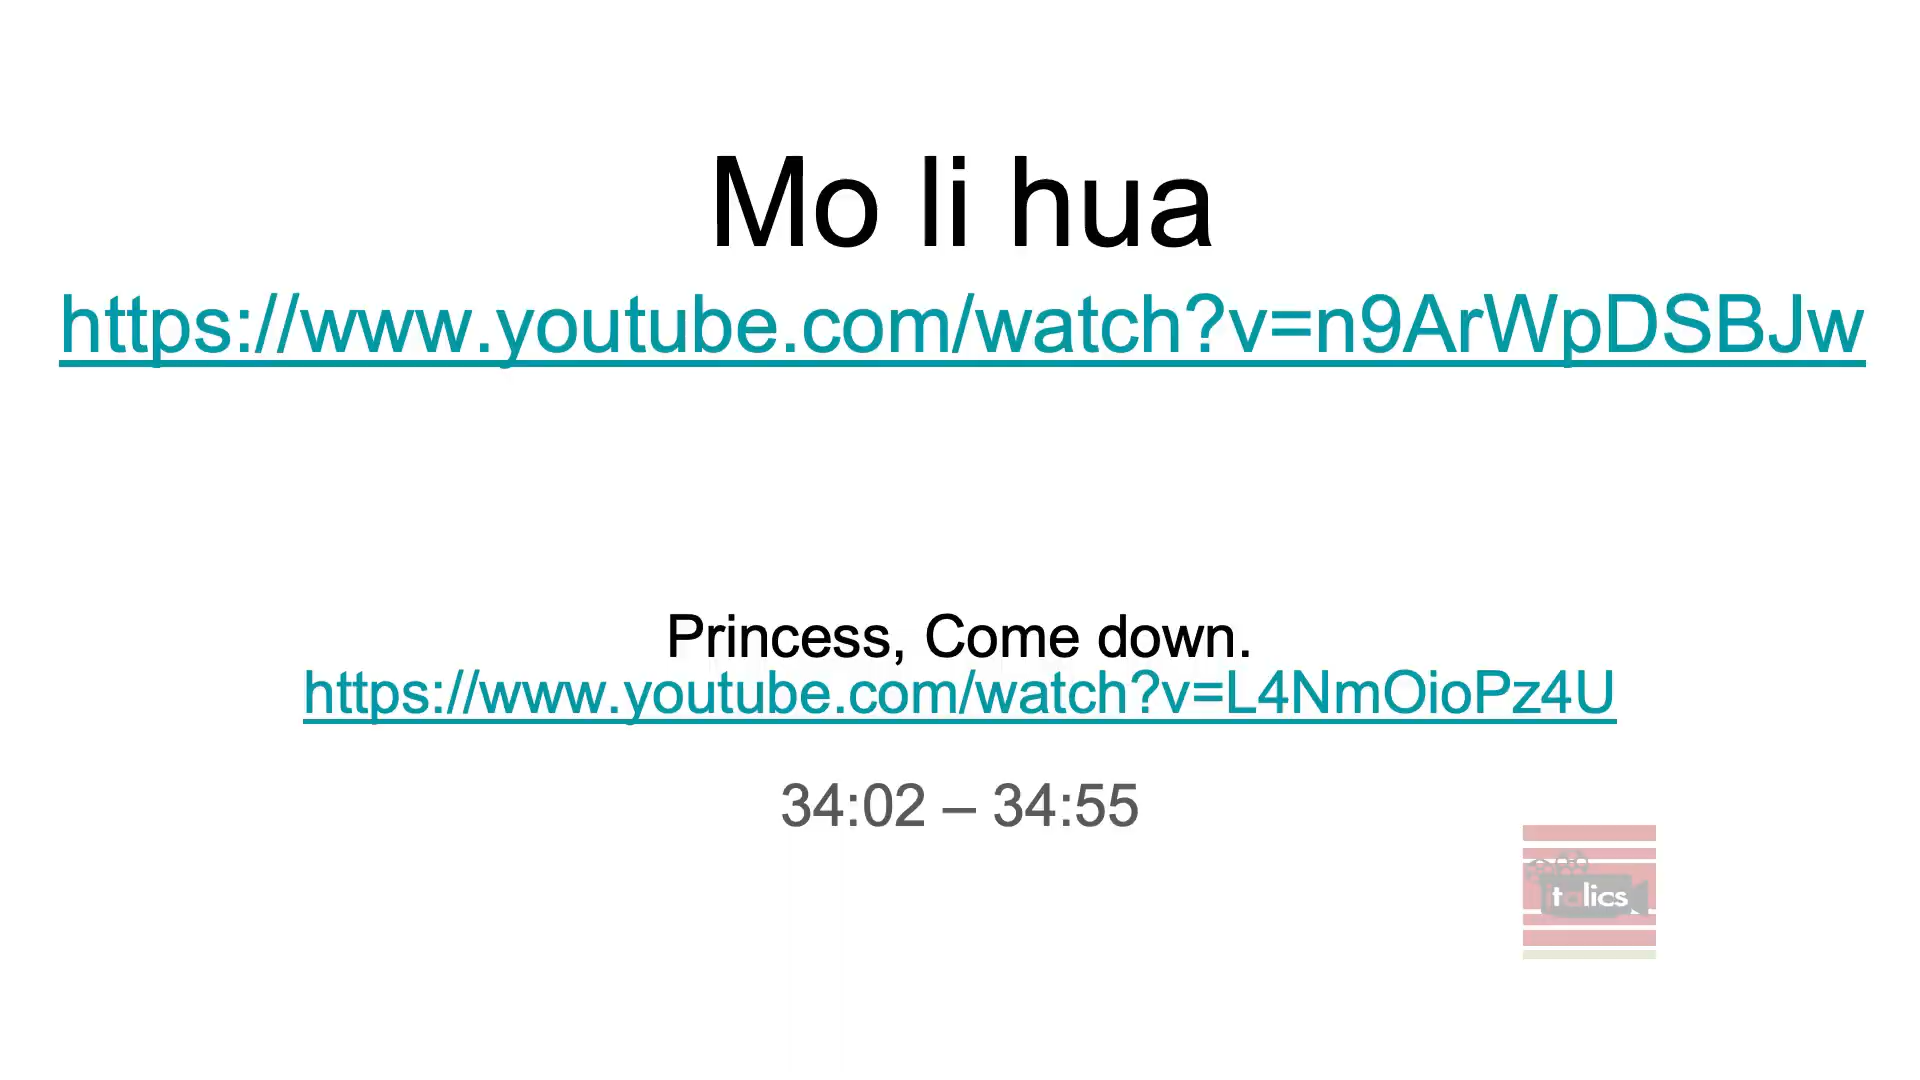 Mo li hua
https://www.youtube.com/watch?v=n9ArWpDSBJw
Princess, Come down.
https://www.youtube.com/watch?v=L4NmOioPz4U
34:02 – 34:55
italics